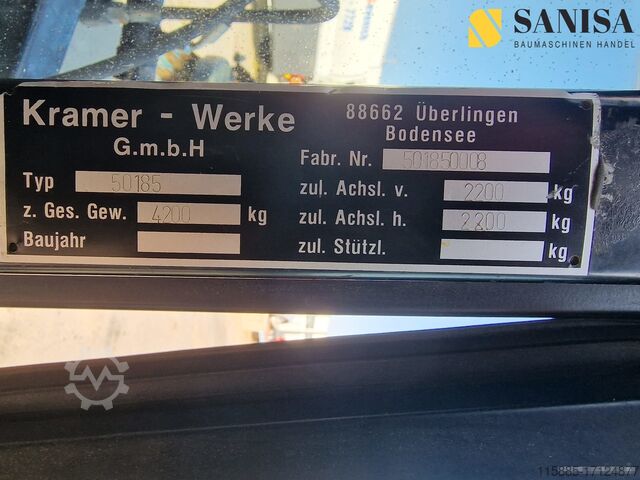 SANISA
BAUMASCHINEN HANDEL
Kramer - Werke
G.m.b.H
88662 Überlingen
Bodensee
Fabr. Nr. 501850008
Typ 50185
zul. Achsl. v. 2200 kg
z. Ges. Gew. 4200 kg
zul. Achsl. h. 2200 kg
Baujahr
zul. Stützl. kg